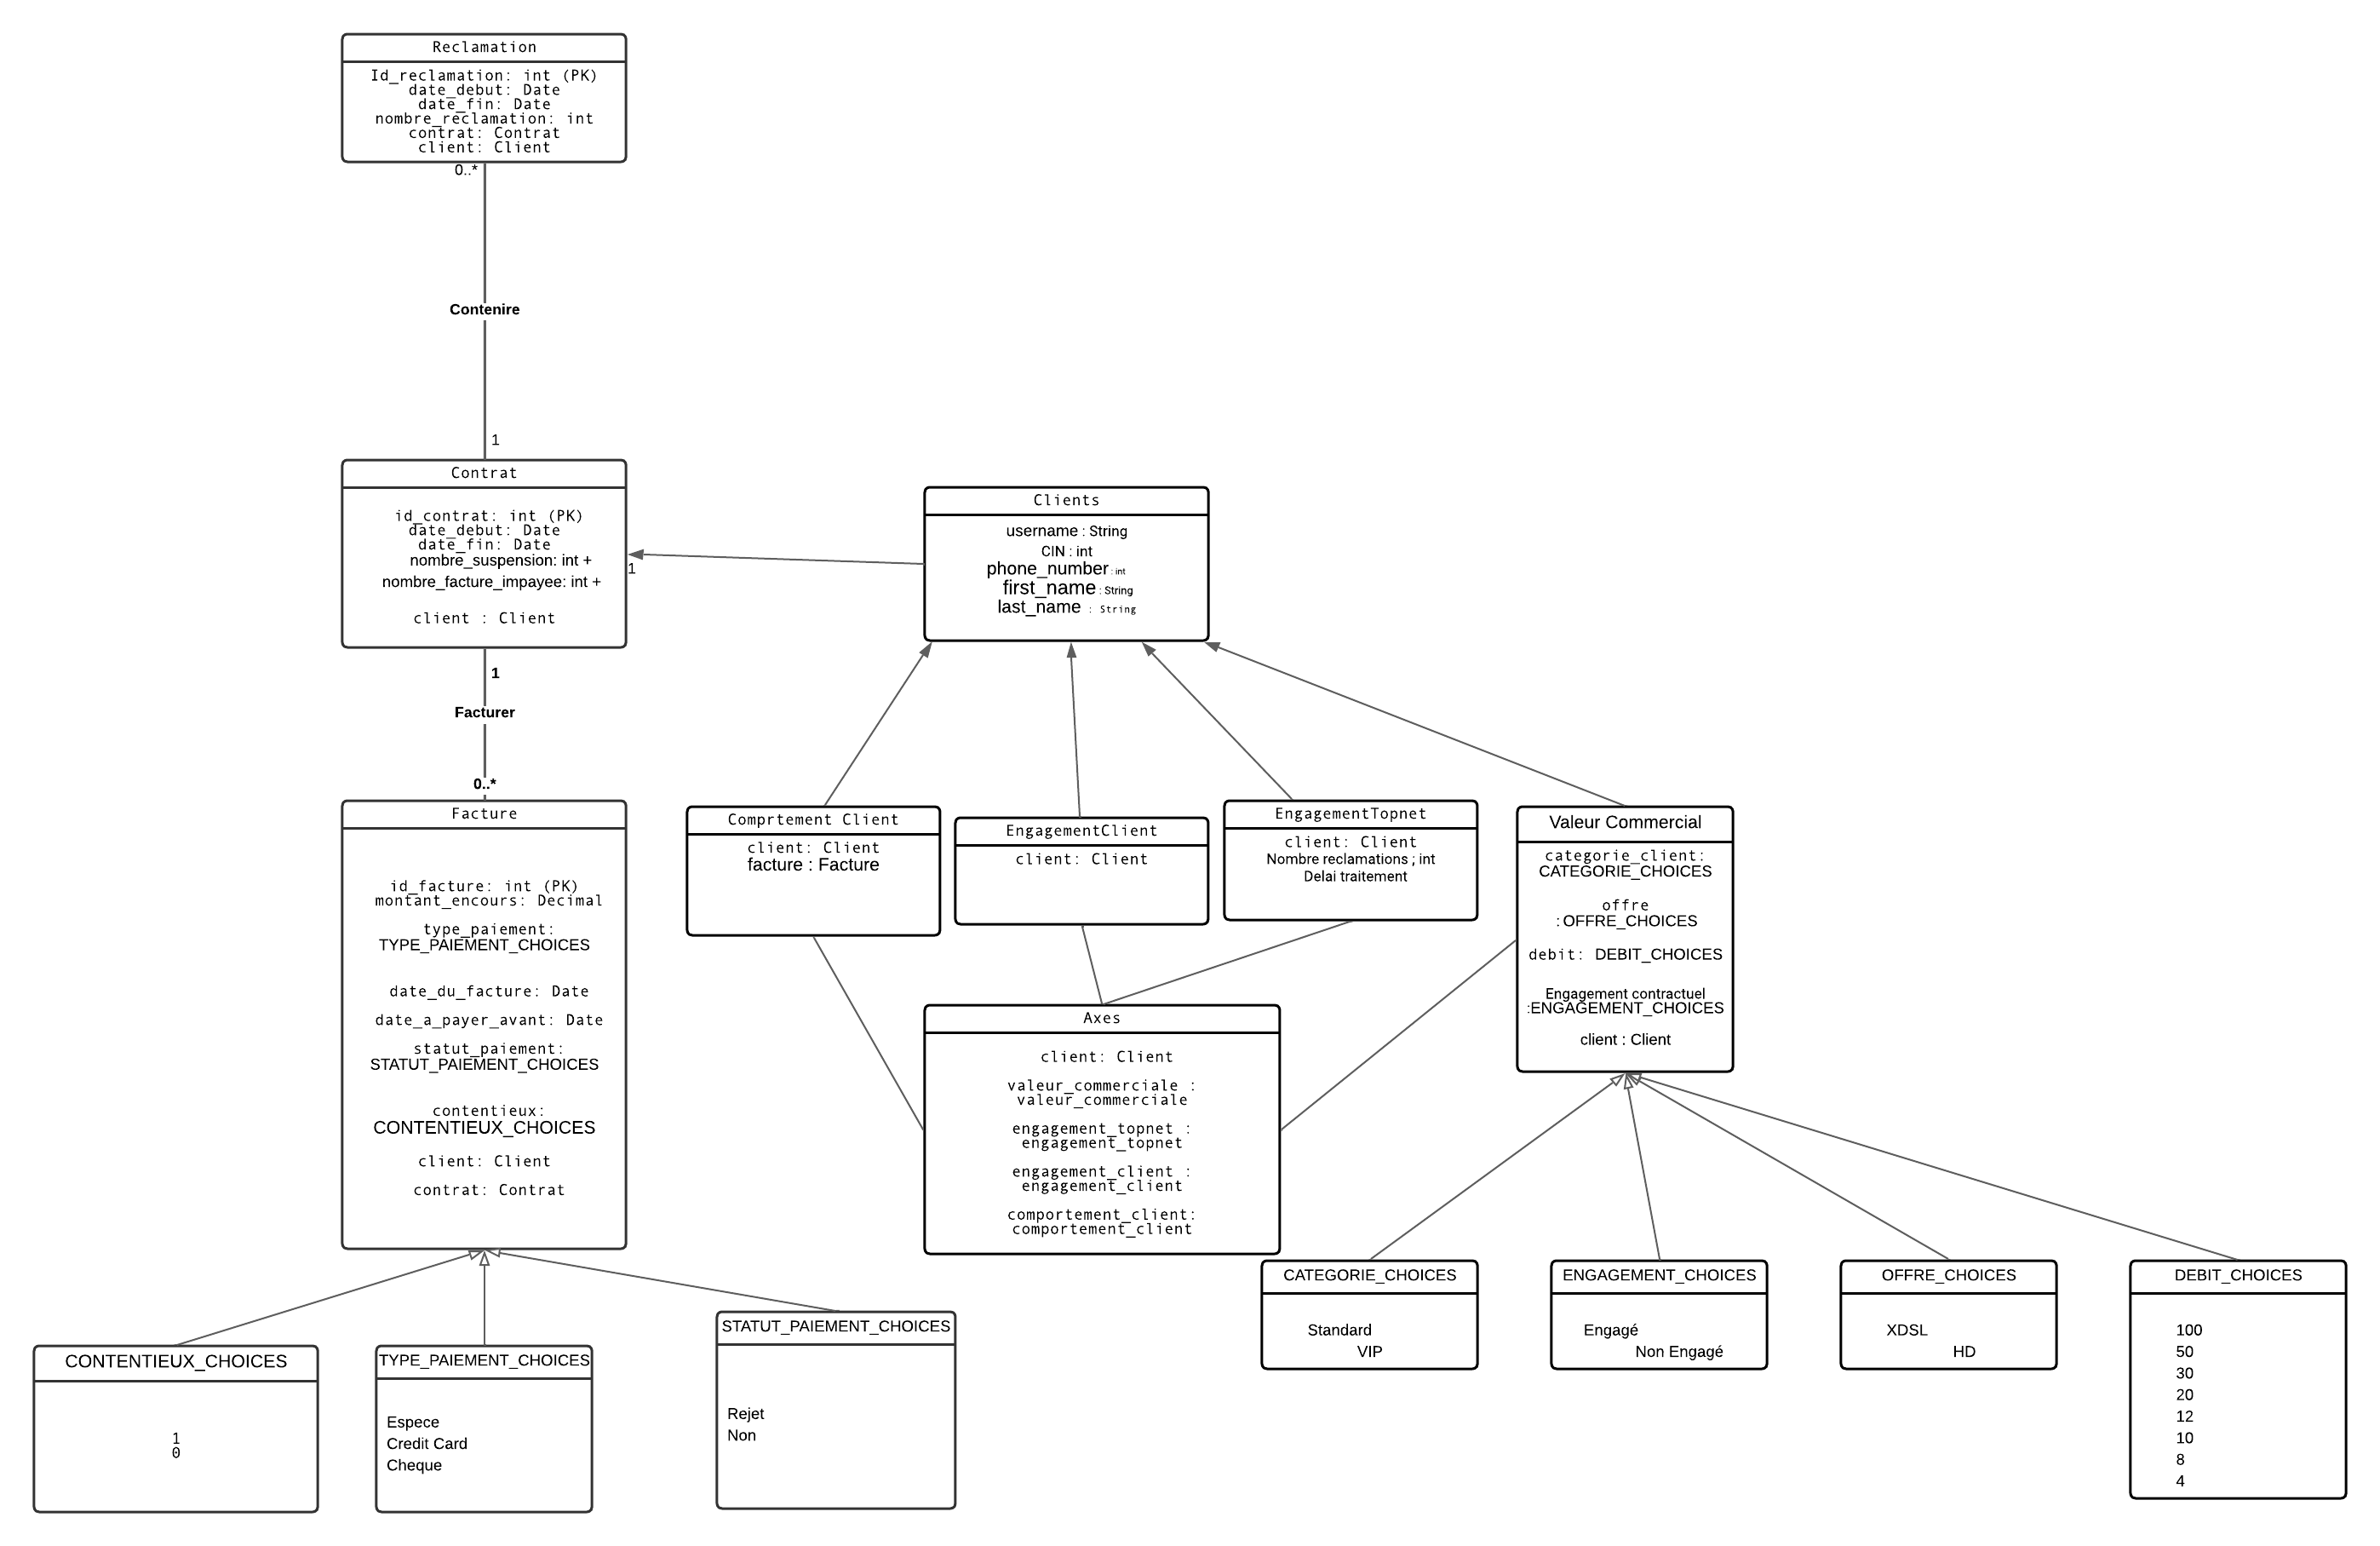 Reclamation
Id_reclamation: int (PK)
date_debut: Date
date_fin: Date
nombre_reclamation: int
contrat: Contrat
client: Client
0..*
Contenire
1
Contrat
id_contrat: int (PK)
date_debut: Date
date_fin: Date
nombre_suspension: int +
nombre_facture_impayee: int +
client : Client
1
Clients
username : String
CIN : int
phone_number : int
first_name : String
last_name : String
1
Facturer
0..*
Facture
id_facture: int (PK)
montant_encours: Decimal
type_paiement:
TYPE_PAIEMENT_CHOICES
date_du_facture: Date
date_a_payer_avant: Date
statut_paiement:
STATUT_PAIEMENT_CHOICES
contentieux:
CONTENTIEUX_CHOICES
client: Client
contrat: Contrat
Comprtement Client
client: Client
facture : Facture
EngagementClient
client: Client
EngagementTopnet
client: Client
Nombre reclamations ; int
Delai traitement
Valeur Commercial
categorie_client:
CATEGORIE_CHOICES
offre
: OFFRE_CHOICES
debit: DEBIT_CHOICES
Engagement contractuel
:ENGAGEMENT_CHOICES
client : Client
Axes
client: Client
valeur_commerciale :
valeur_commerciale
engagement_topnet :
engagement_topnet
engagement_client :
engagement_client
comportement_client:
comportement_client
CONTENTIEUX_CHOICES
1
0
TYPE_PAIEMENT_CHOICES
Espece
Credit Card
Cheque
STATUT_PAIEMENT_CHOICES
Rejet
Non
CATEGORIE_CHOICES
Standard
VIP
ENGAGEMENT_CHOICES
Engagé
Non Engagé
OFFRE_CHOICES
XDSL
HD
DEBIT_CHOICES
100
50
30
20
12
10
8
4